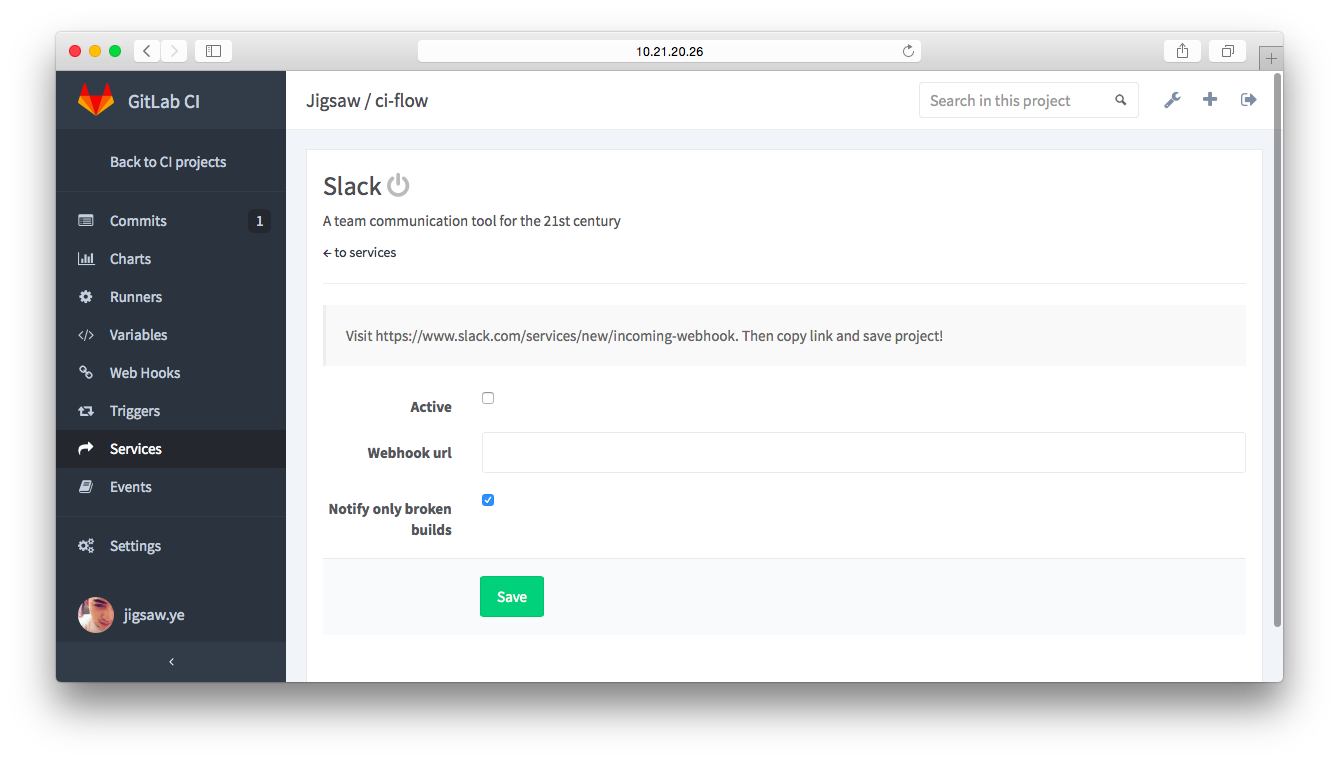 10.21.20.26
GitLab CI
Jigsaw / ci-flow
Search in this project
Back to CI projects
Commits 1
Charts
Runners
Variables
Web Hooks
Triggers
Services
Events
Settings
jigsaw.ye
Slack
A team communication tool for the 21st century
← to services
Visit https://www.slack.com/services/new/incoming-webhook. Then copy link and save project!
Active
Webhook url
Notify only broken
builds
Save